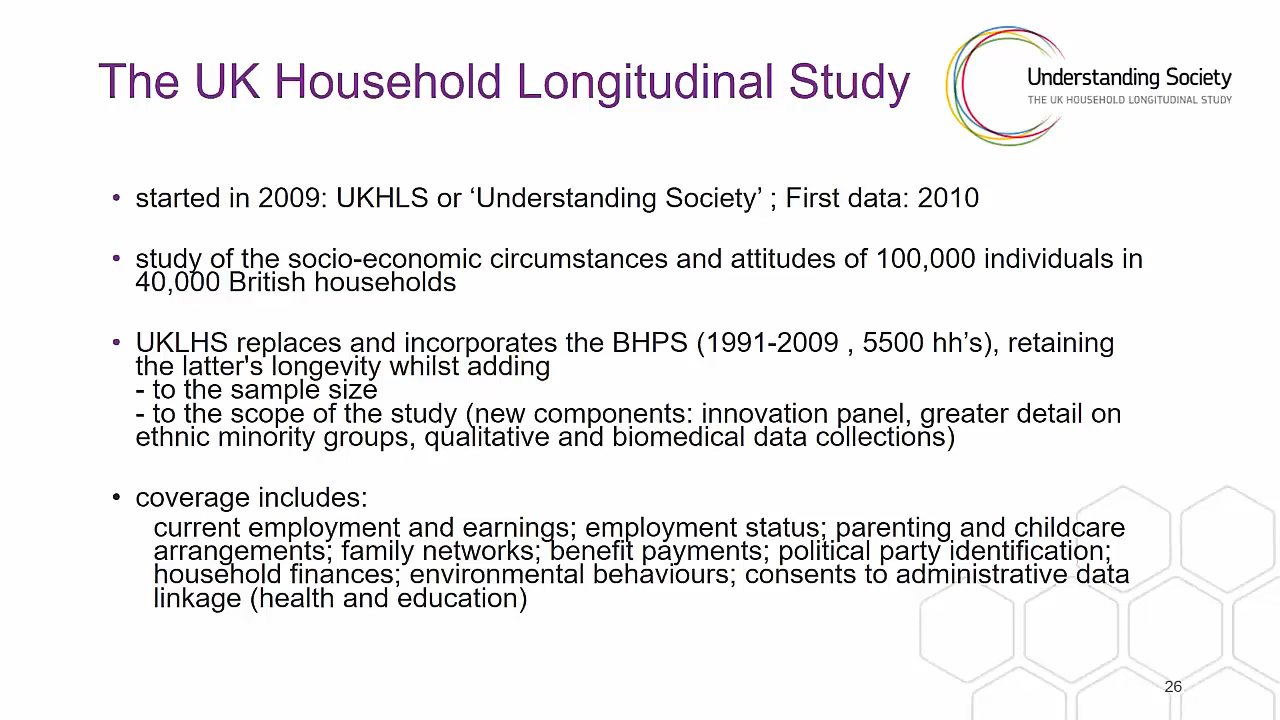 The UK Household Longitudinal Study
Understanding Society
THE UK HOUSEHOLD LONGITUDINAL STUDY
• started in 2009: UKHLS or ‘Understanding Society’ ; First data: 2010
• study of the socio-economic circumstances and attitudes of 100,000 individuals in
40,000 British households
• UKLHS replaces and incorporates the BHPS (1991-2009 , 5500 hh’s), retaining
the latter's longevity whilst adding
- to the sample size
- to the scope of the study (new components: innovation panel, greater detail on
ethnic minority groups, qualitative and biomedical data collections)
• coverage includes:
current employment and earnings; employment status; parenting and childcare
arrangements; family networks; benefit payments; political party identification;
household finances; environmental behaviours; consents to administrative data
linkage (health and education)
26